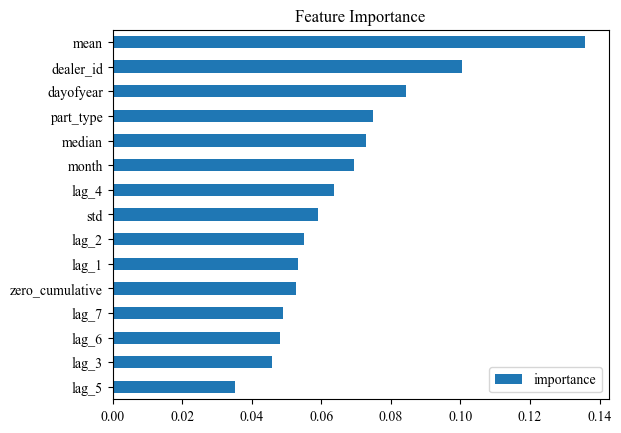 Feature Importance
mean
dealer_id
dayofyear
part_type
median
month
lag_4
std
lag_2
lag_1
zero_cumulative
lag_7
lag_6
lag_3
lag_5
importance
0.00 0.02 0.04 0.06 0.08 0.10 0.12 0.14